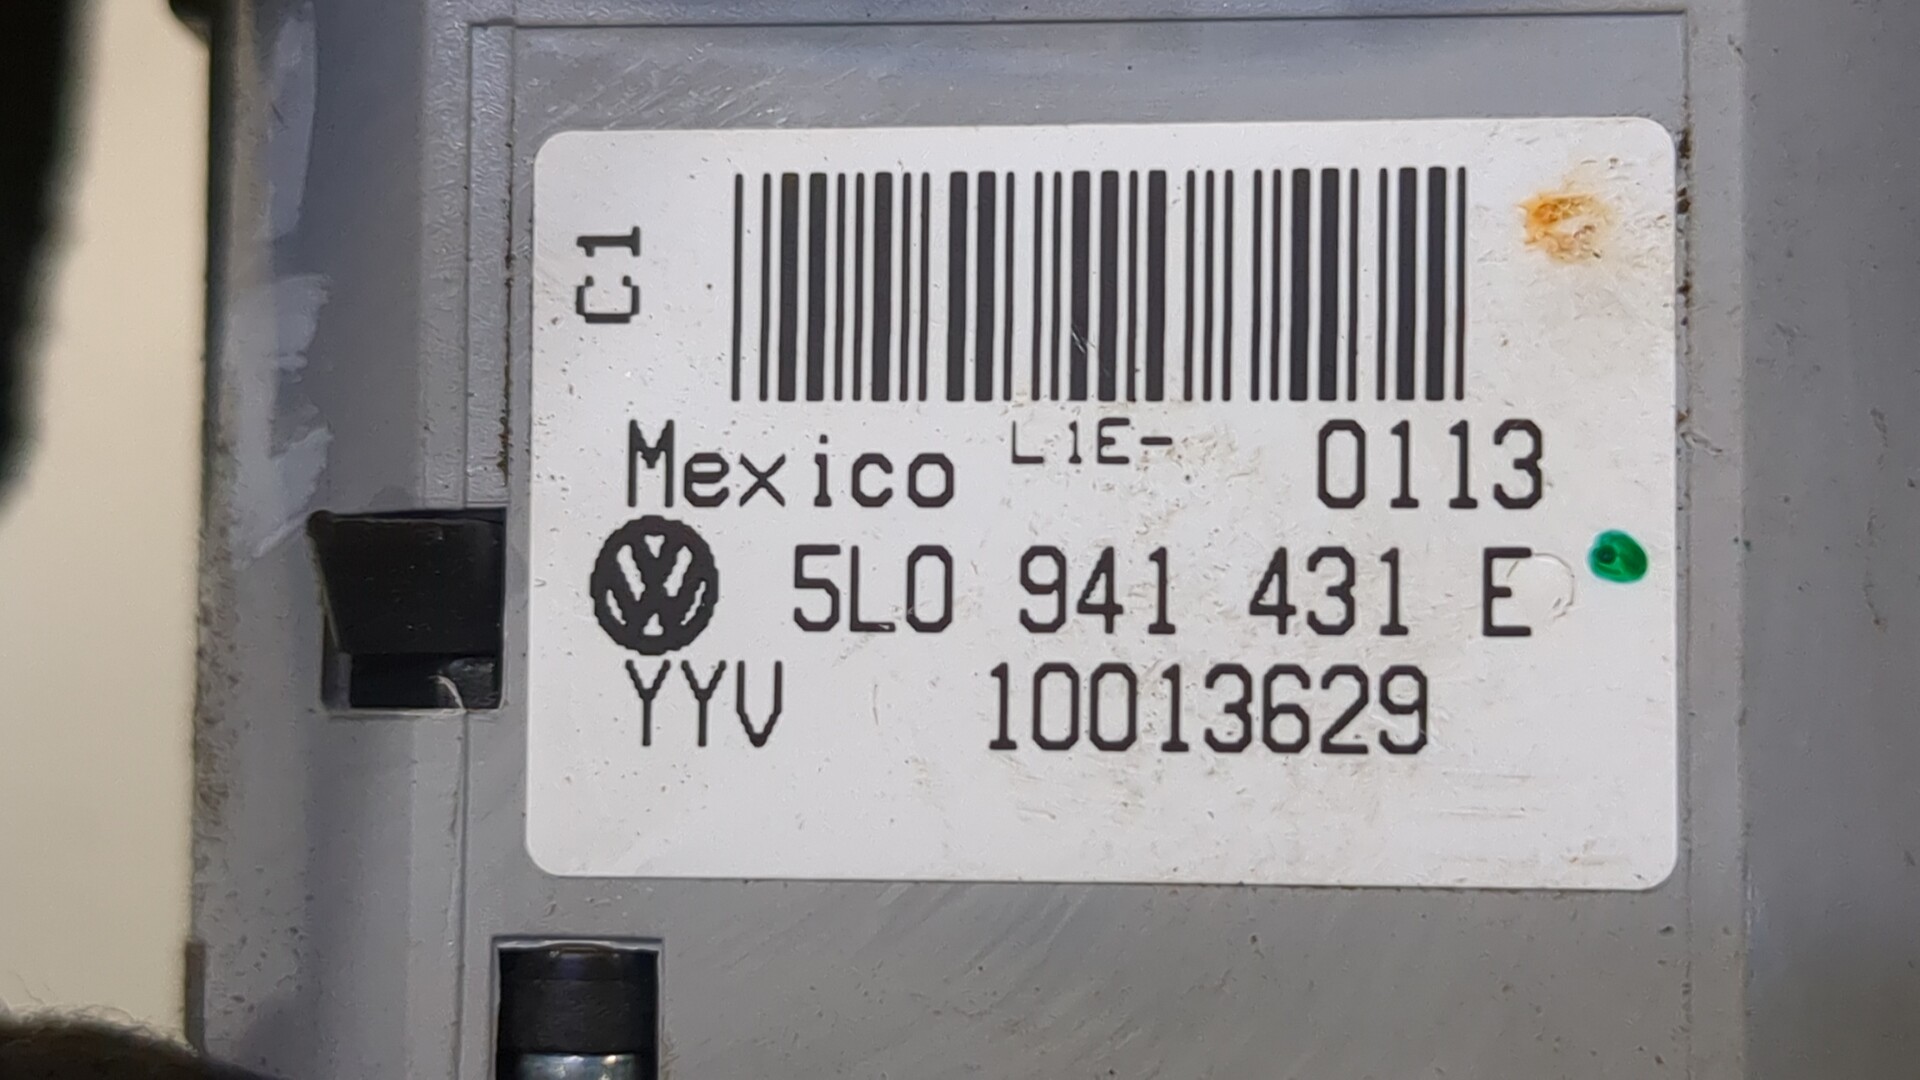 C1
Mexico L1E- 0113
5L0 941 431 E
YYV 10013629